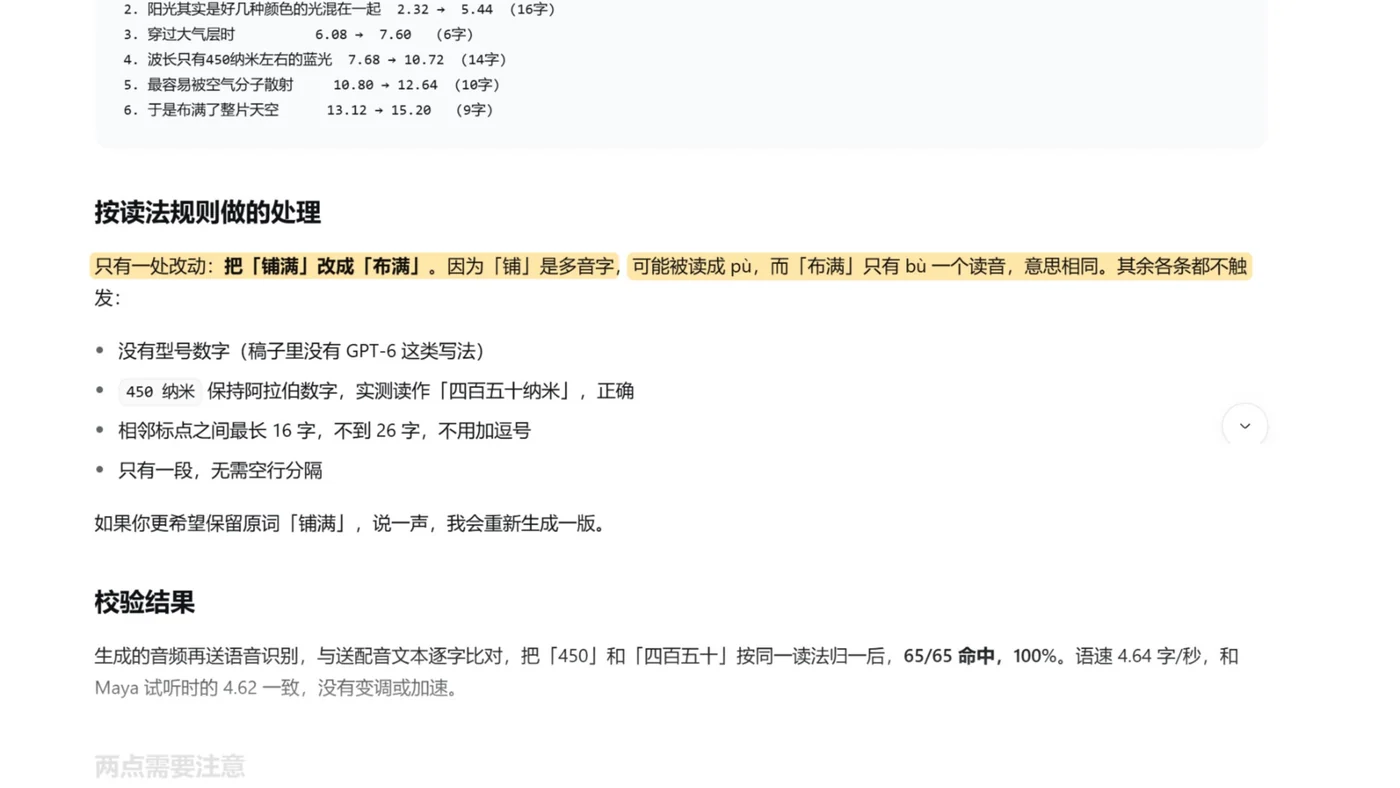 2. 阳光其实是好几种颜色的光混在一起 2.32 → 5.44 (16字)
3. 穿过大气层时 6.08 → 7.60 (6字)
4. 波长只有450纳米左右的蓝光 7.68 → 10.72 (14字)
5. 最容易被空气分子散射 10.80 → 12.64 (10字)
6. 于是布满了整片天空 13.12 → 15.20 (9字)
按读法规则做的处理
只有一处改动：把「铺满」改成「布满」。因为「铺」是多音字，可能被读成 pù，而「布满」只有 bù 一个读音，意思相同。其余各条都不触
发：
• 没有型号数字（稿子里没有 GPT-6 这类写法）
• 450 纳米 保持阿拉伯数字，实测读作「四百五十纳米」，正确
• 相邻标点之间最长 16 字，不到 26 字，不用加逗号
• 只有一段，无需空行分隔
如果你更希望保留原词「铺满」，说一声，我会重新生成一版。
校验结果
生成的音频再送语音识别，与送配音文本逐字比对，把「450」和「四百五十」按同一读法归一后，65/65 命中，100%。语速 4.64 字/秒，和
Maya 试听时的 4.62 一致，没有变调或加速。
两点需要注意